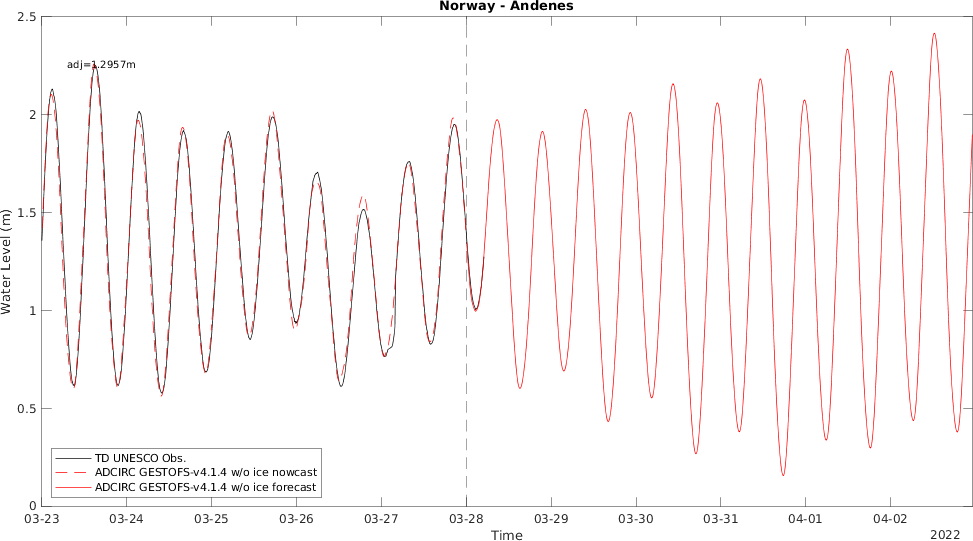 Norway - Andenes
adj=1.2957m
2.5
2
1.5
1
0.5
0
Water Level (m)
TD UNESCO Obs.
ADCIRC GESTOFS-v4.1.4 w/o ice nowcast
ADCIRC GESTOFS-v4.1.4 w/o ice forecast
03-23 03-24 03-25 03-26 03-27 03-28 03-29 03-30 03-31 04-01 04-02
Time
2022